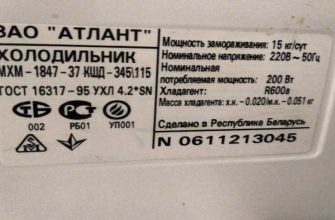 ЗАО "АТЛАНТ"
ХОЛОДИЛЬНИК
МХМ - 1847 - 37 КШД - 345\115
ГОСТ 16317 - 95 УХЛ 4.2*SN
002 РБ01 УП001
Мощность замораживания: 15 кг/сут
Номинальное напряжение: 220В ~ 50Гц
Номинальная
потребляемая мощность: 200 Вт
Хладагент: R600a
Масса хладагента: х.к. - 0.020/м.к. - 0.051 кг
Сделано в Республике Беларусь
N 0611213045